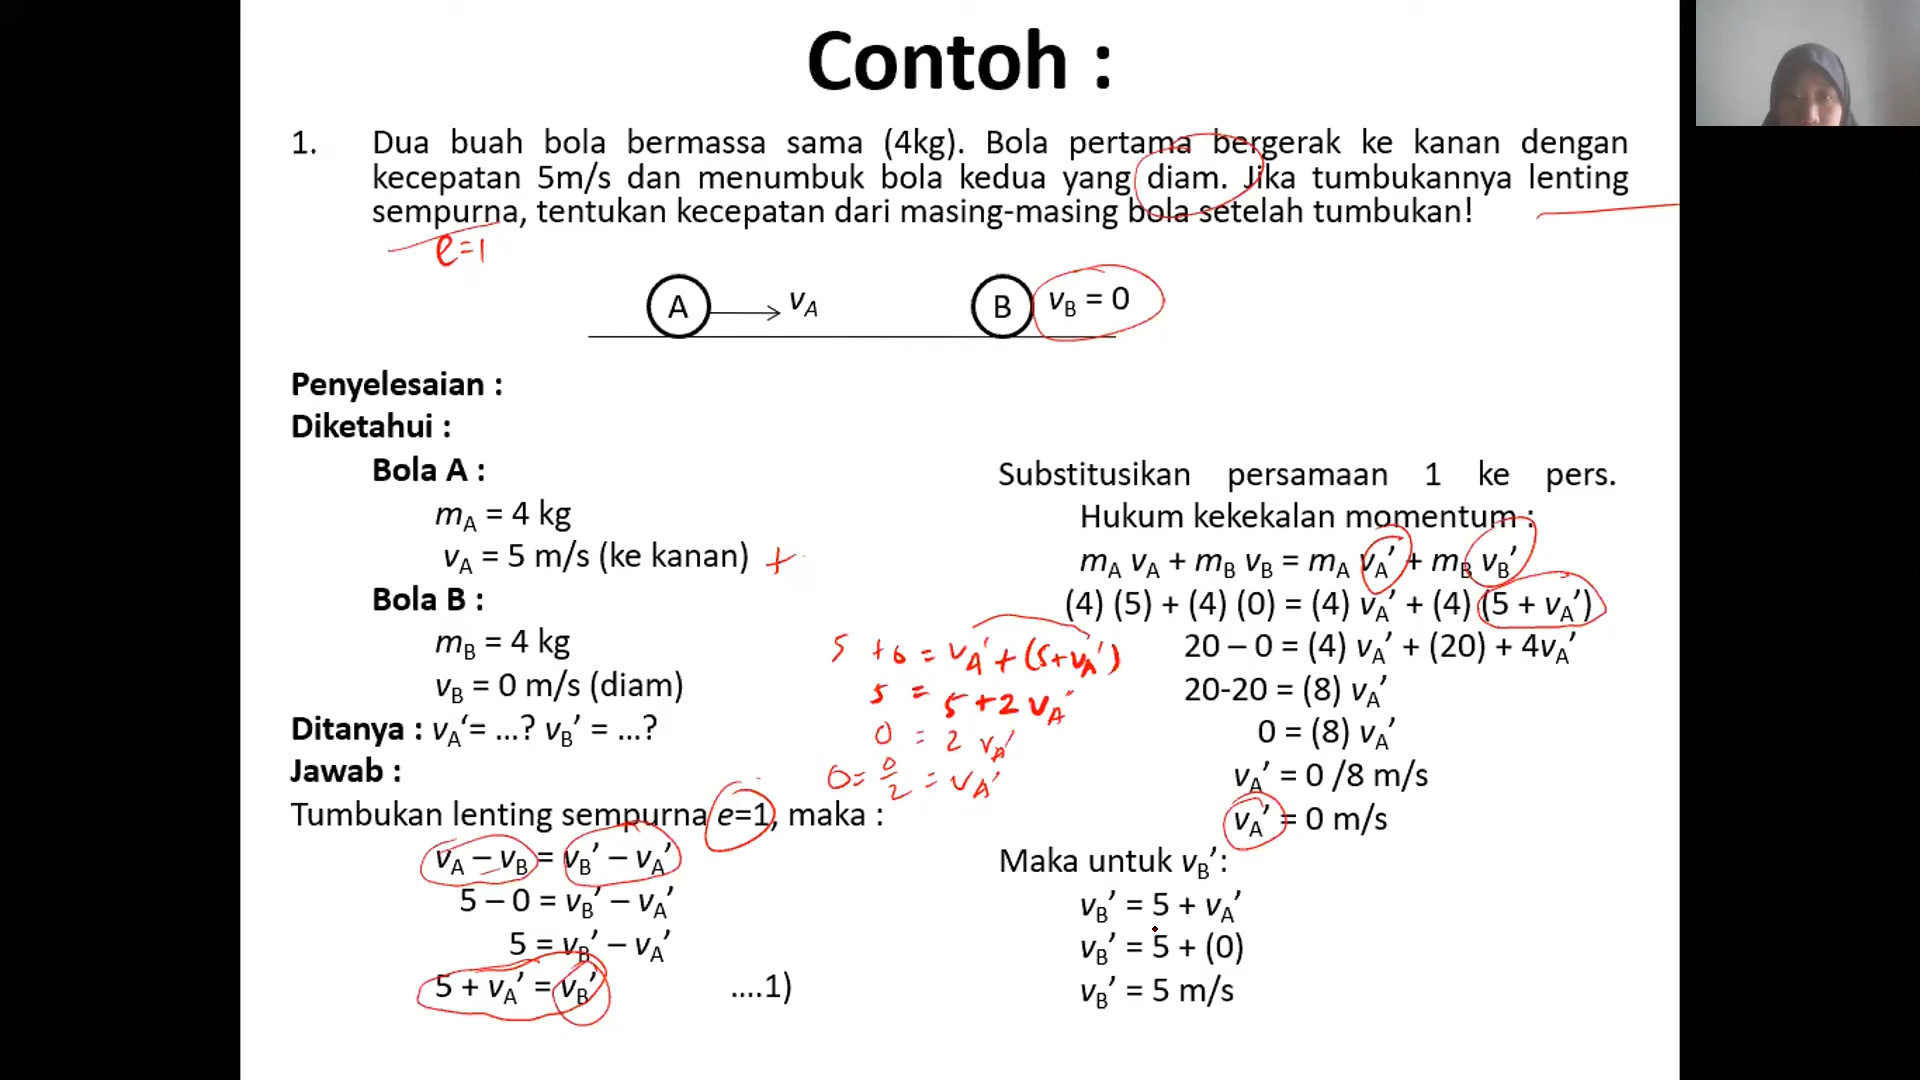 Contoh :
1. Dua buah bola bermassa sama (4kg). Bola pertama bergerak ke kanan dengan
kecepatan 5m/s dan menumbuk bola kedua yang diam. Jika tumbukannya lenting
sempurna, tentukan kecepatan dari masing-masing bola setelah tumbukan!
e=1
A vA B vB = 0
Penyelesaian :
Diketahui :
Bola A :
mA = 4 kg
vA = 5 m/s (ke kanan) +
Bola B :
mB = 4 kg
vB = 0 m/s (diam)
Ditanya : vA‘= ...? vB’ = ...?
Jawab :
Tumbukan lenting sempurna e=1, maka :
vA – vB = vB’ – vA’
5 – 0 = vB’ – vA’
5 = vB’ – vA’
5 + vA’ = vB’ ....1)
5 + 0 = vA' + (5+vA')
5 = 5+2 vA'
0 = 2 vA'
0 = 0/2 = vA'
Substitusikan persamaan 1 ke pers.
Hukum kekekalan momentum :
mA vA + mB vB = mA vA’ + mB vB’
(4) (5) + (4) (0) = (4) vA’ + (4) (5 + vA’)
20 – 0 = (4) vA’ + (20) + 4vA’
20-20 = (8) vA’
0 = (8) vA’
vA’ = 0 /8 m/s
vA’ = 0 m/s
Maka untuk vB’:
vB’ = 5 + vA’
vB’ = 5 + (0)
vB’ = 5 m/s